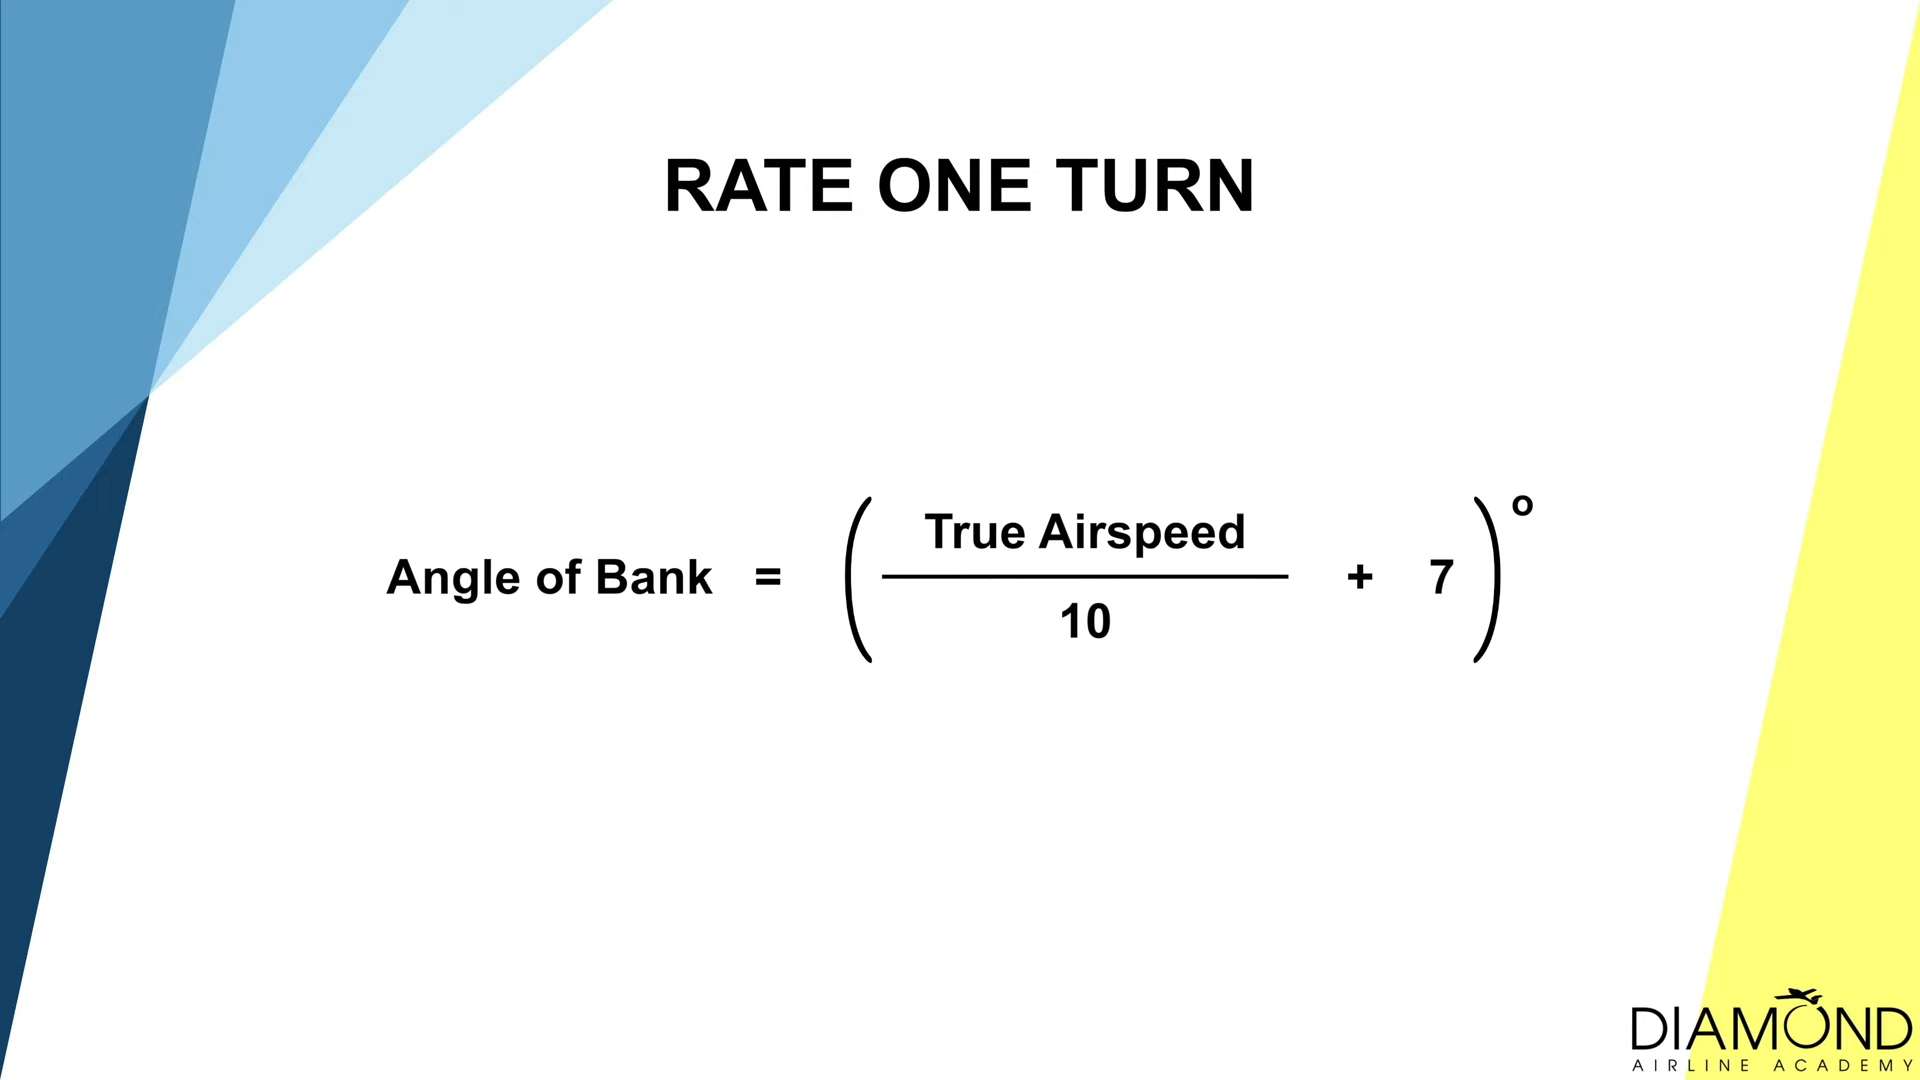 RATE ONE TURN
True Airspeed
Angle of Bank = ( + 7 ) o
10
DIAMOND
AIRLINE ACADEMY